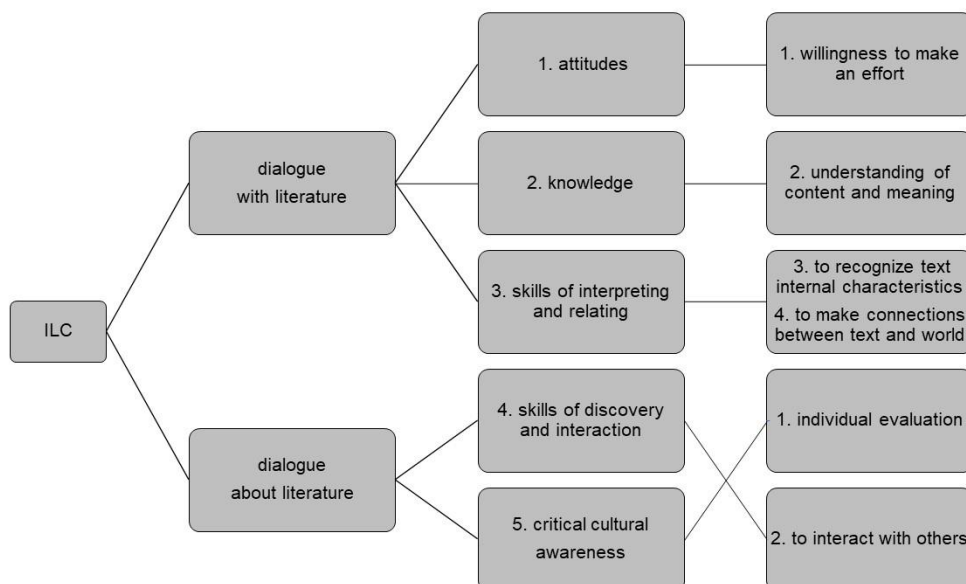 ILC
dialogue
with literature
dialogue
about literature
1. attitudes
2. knowledge
3. skills of interpreting
and relating
4. skills of discovery
and interaction
5. critical cultural
awareness
1. willingness to make
an effort
2. understanding of
content and meaning
3. to recognize text
internal characteristics
4. to make connections
between text and world
1. individual evaluation
2. to interact with others